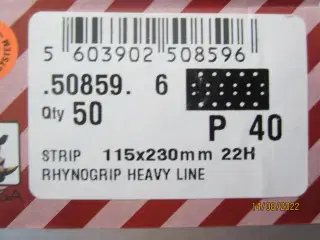 5 603902 508596
.50859. 6
Qty 50
P 40
STRIP 115x230mm 22H
RHYNOGRIP HEAVY LINE